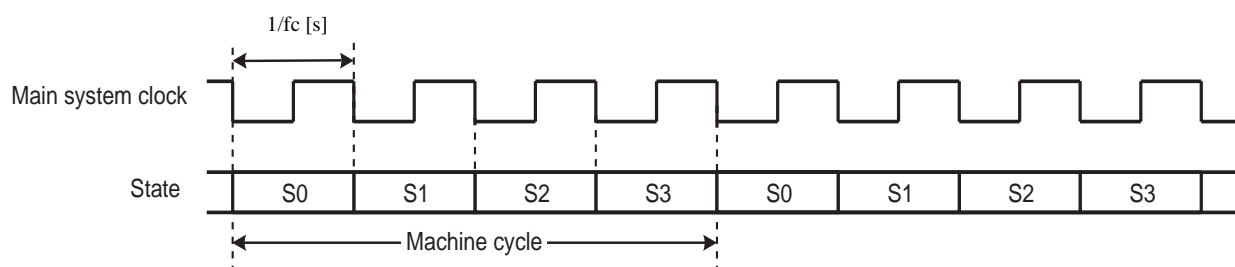 1/fc [s]
Main system clock
State S0 S1 S2 S3 S0 S1 S2 S3
Machine cycle